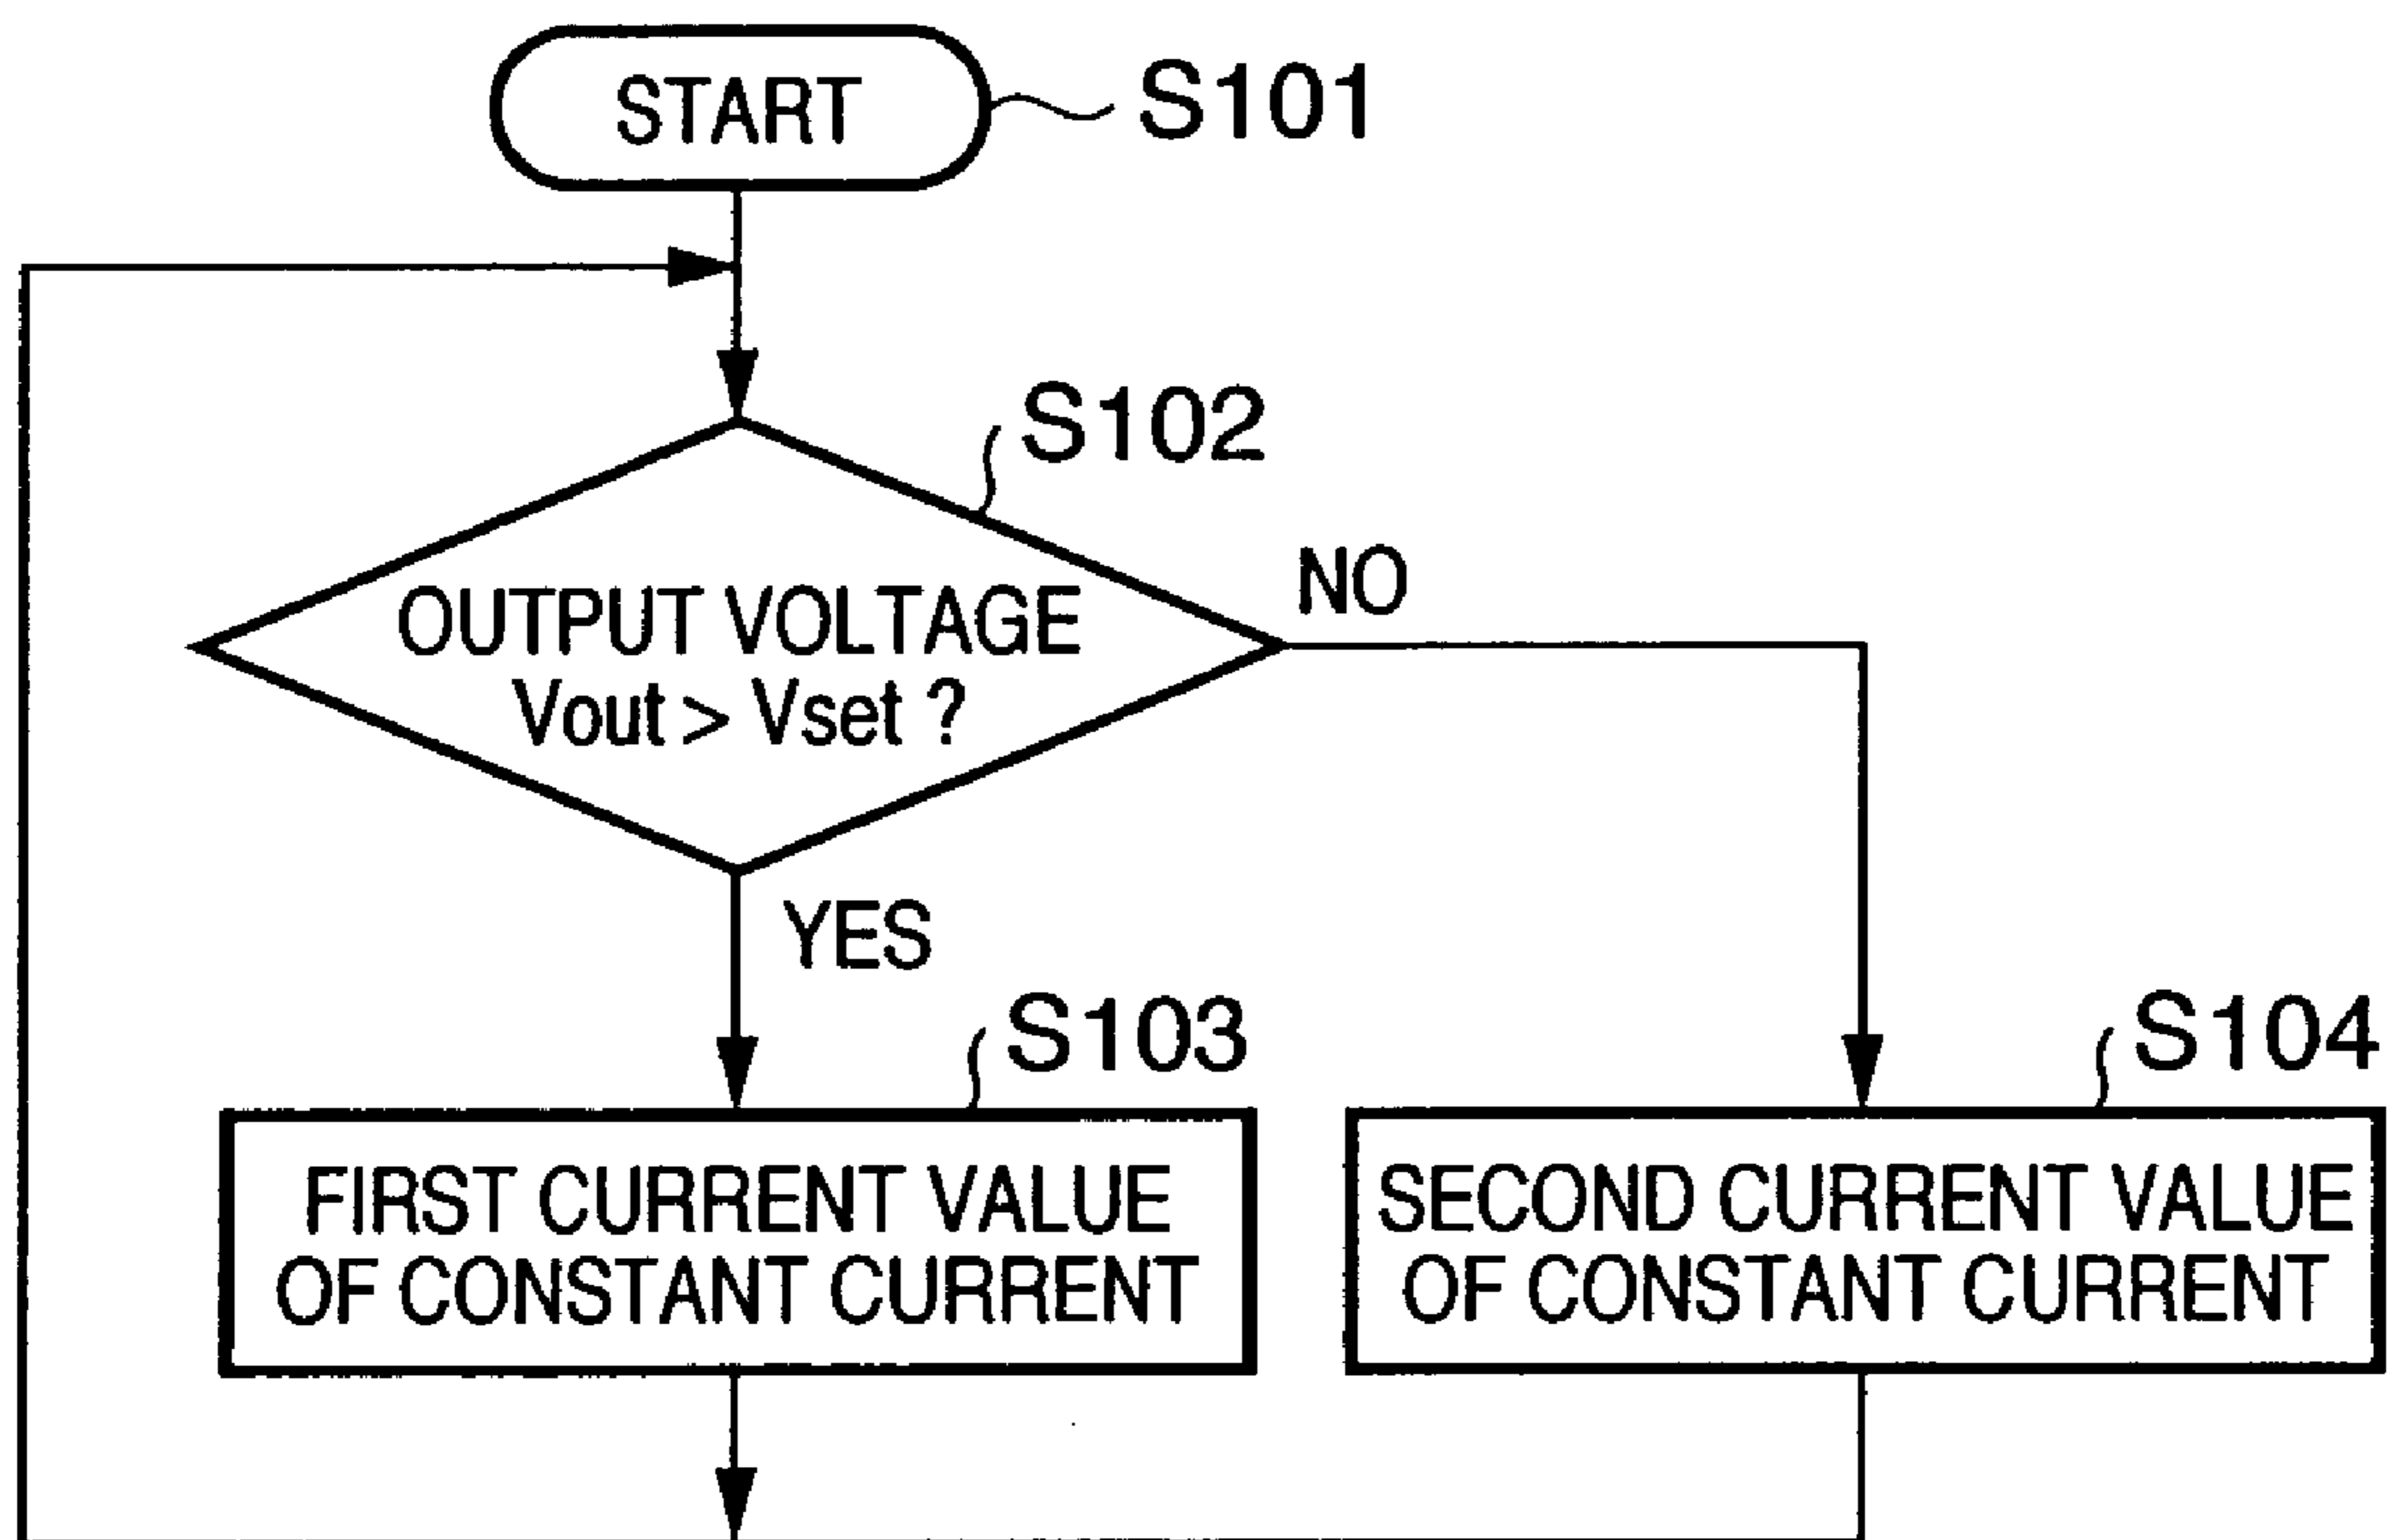 START
S101
S102
OUTPUT VOLTAGE
Vout > Vset ?
NO
YES
S103
S104
FIRST CURRENT VALUE
OF CONSTANT CURRENT
SECOND CURRENT VALUE
OF CONSTANT CURRENT